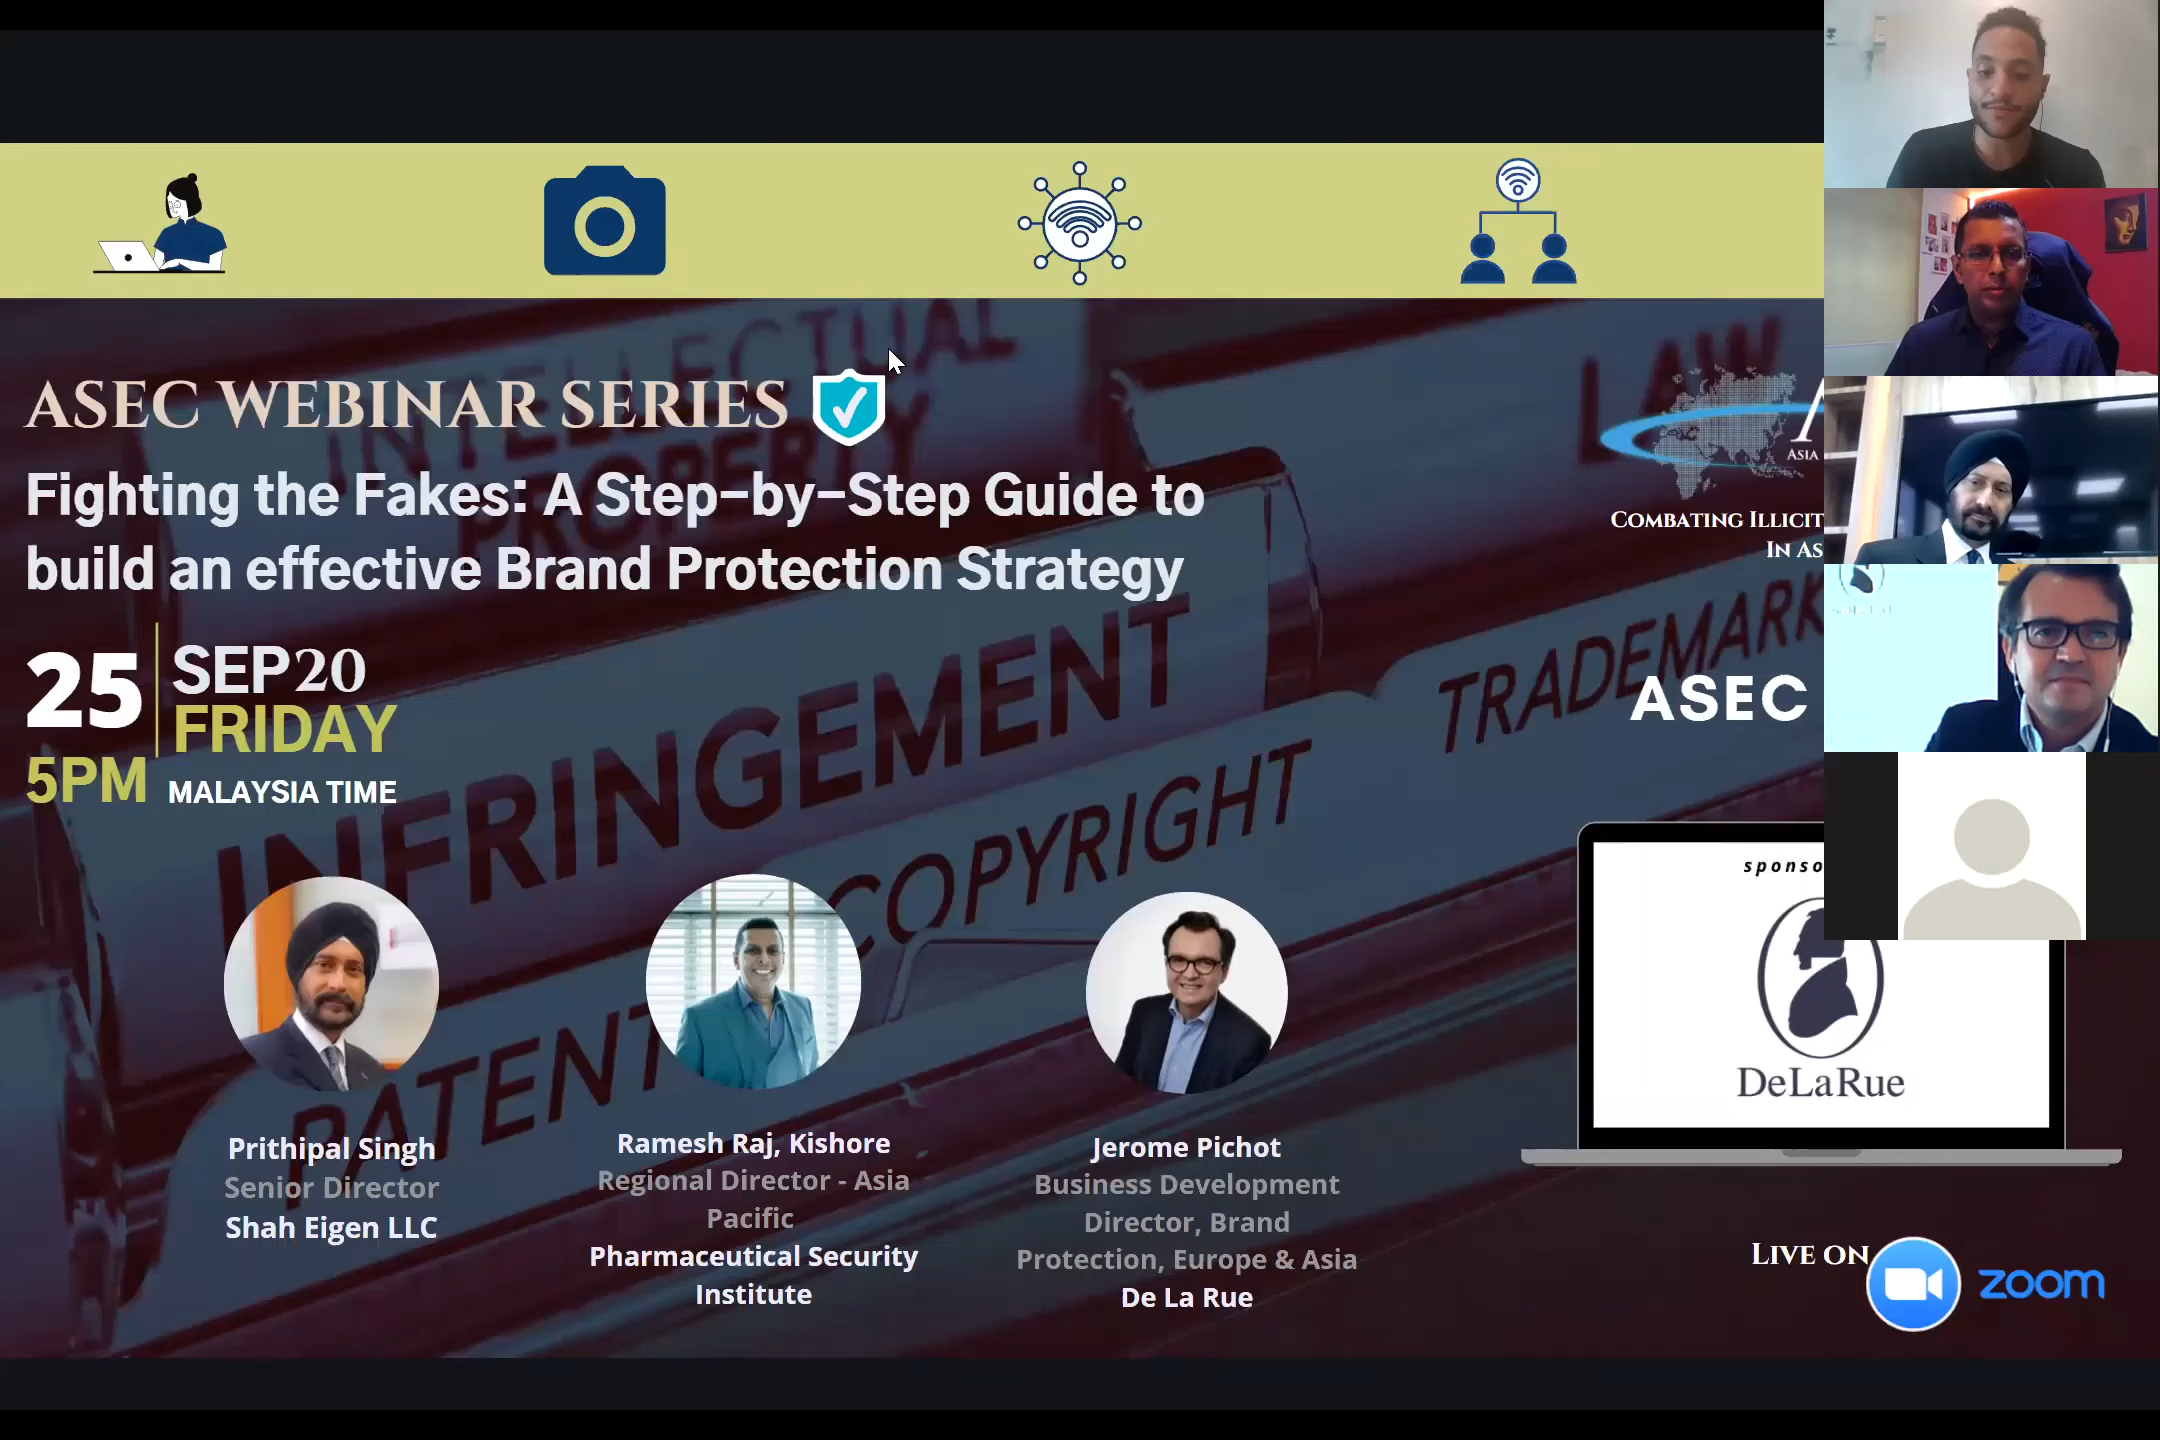 ASEC WEBINAR SERIES
Fighting the Fakes: A Step-by-Step Guide to
build an effective Brand Protection Strategy
25
SEP20
FRIDAY
5PM
MALAYSIA TIME
INTELLECTUAL
PROPERTY
LAW
INFRINGEMENT
TRADEMARK
COPYRIGHT
PATENT
ASIA
COMBATING ILLICIT
IN AS
ASEC
sponso
DeLaRue
Prithipal Singh
Senior Director
Shah Eigen LLC
Ramesh Raj, Kishore
Regional Director - Asia
Pacific
Pharmaceutical Security
Institute
Jerome Pichot
Business Development
Director, Brand
Protection, Europe & Asia
De La Rue
LIVE ON
zoom